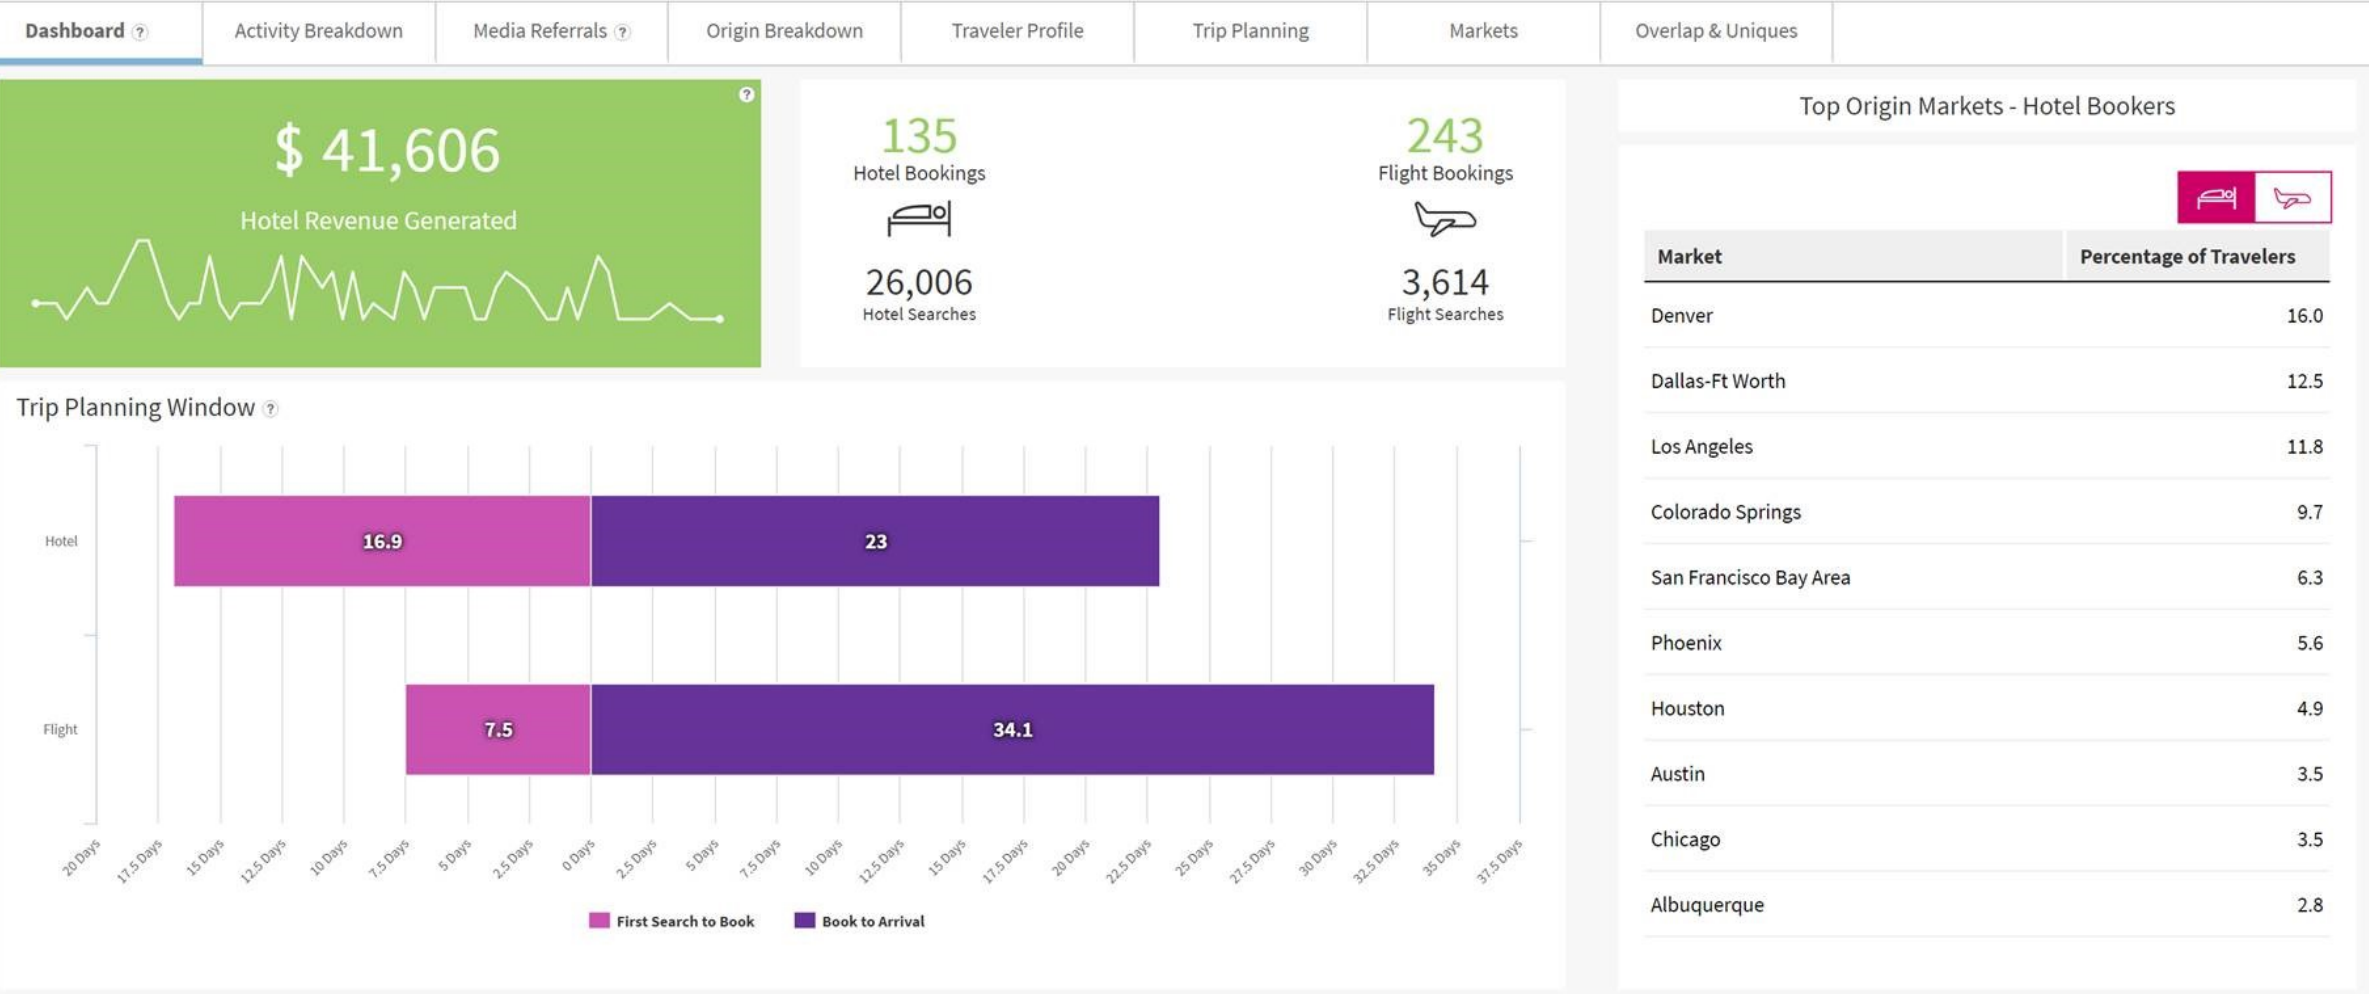 Dashboard ? Activity Breakdown Media Referrals ? Origin Breakdown Traveler Profile Trip Planning Markets Overlap & Uniques
?
$ 41,606
Hotel Revenue Generated
135
Hotel Bookings
26,006
Hotel Searches
243
Flight Bookings
3,614
Flight Searches
Trip Planning Window ?
Hotel 16.9 23
Flight 7.5 34.1
20 Days 17.5 Days 15 Days 12.5 Days 10 Days 7.5 Days 5 Days 2.5 Days 0 Days 2.5 Days 5 Days 7.5 Days 10 Days 12.5 Days 15 Days 17.5 Days 20 Days 22.5 Days 25 Days 27.5 Days 30 Days 32.5 Days 35 Days 37.5 Days
First Search to Book Book to Arrival
Top Origin Markets - Hotel Bookers
Market Percentage of Travelers
Denver 16.0
Dallas-Ft Worth 12.5
Los Angeles 11.8
Colorado Springs 9.7
San Francisco Bay Area 6.3
Phoenix 5.6
Houston 4.9
Austin 3.5
Chicago 3.5
Albuquerque 2.8